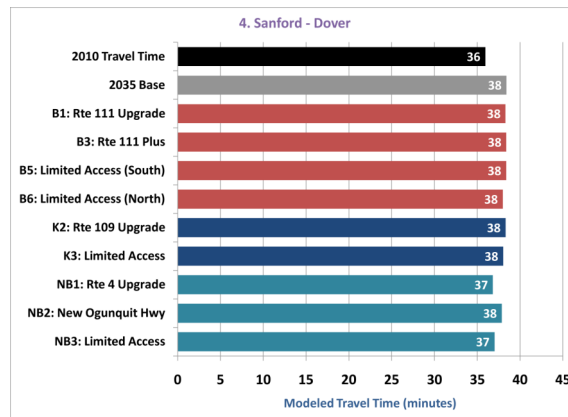 4. Sanford - Dover
2010 Travel Time 36
2035 Base 38
B1: Rte 111 Upgrade 38
B3: Rte 111 Plus 38
B5: Limited Access (South) 38
B6: Limited Access (North) 38
K2: Rte 109 Upgrade 38
K3: Limited Access 38
NB1: Rte 4 Upgrade 37
NB2: New Ogunquit Hwy 38
NB3: Limited Access 37
0 5 10 15 20 25 30 35 40 45
Modeled Travel Time (minutes)